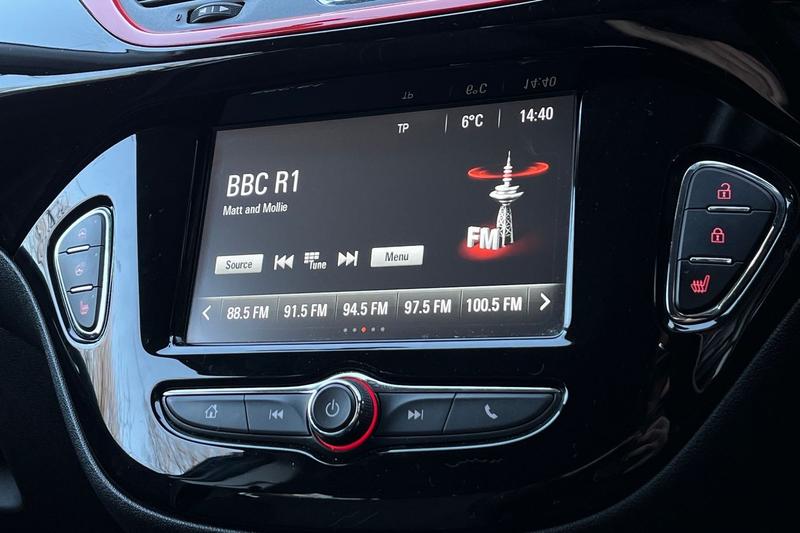 TP 6°C 14:40
BBC R1
Matt and Mollie
FM
Source Tune Menu
88.5 FM 91.5 FM 94.5 FM 97.5 FM 100.5 FM